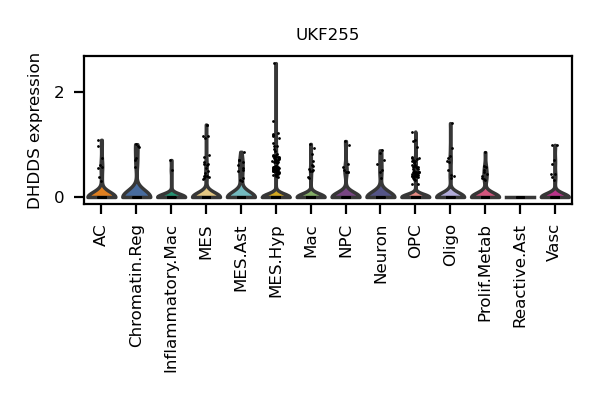 UKF255
DHDDS expression
2
0
AC
Chromatin.Reg
Inflammatory.Mac
MES
MES.Ast
MES.Hyp
Mac
NPC
Neuron
OPC
Oligo
Prolif.Metab
Reactive.Ast
Vasc